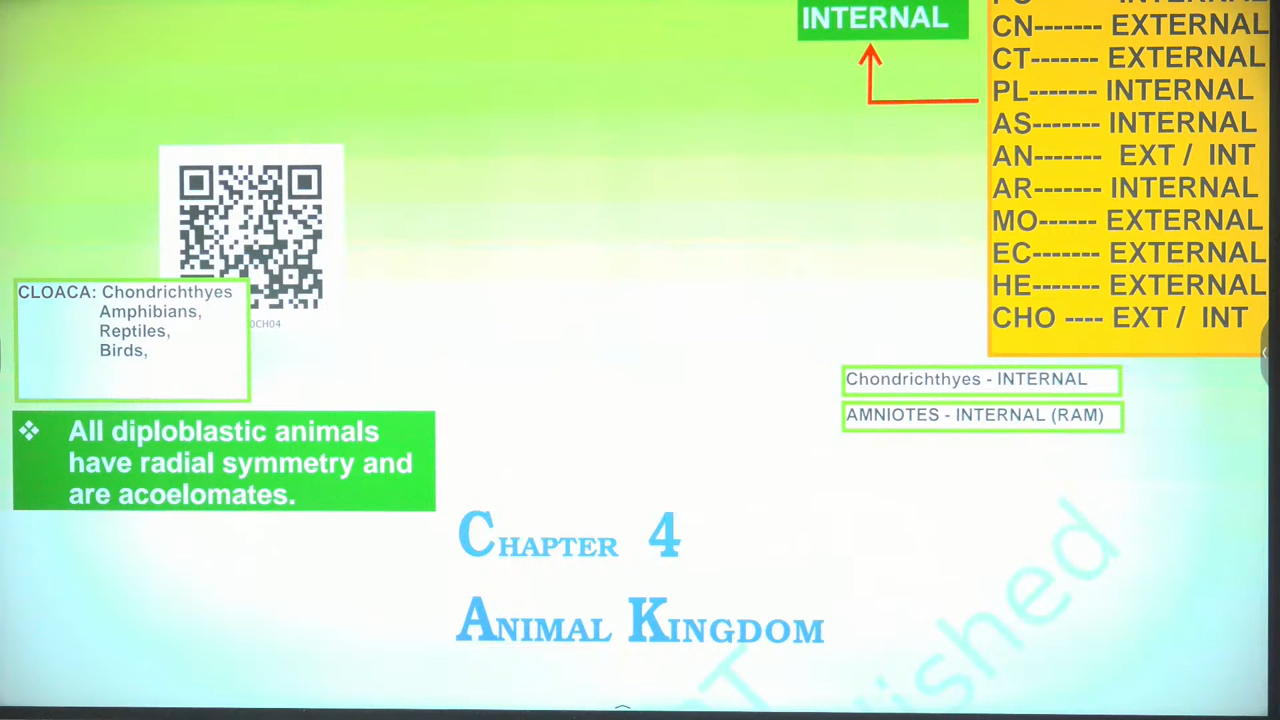 INTERNAL
CN------- EXTERNAL
CT------- EXTERNAL
PL------- INTERNAL
AS------- INTERNAL
AN------- EXT / INT
AR------- INTERNAL
MO------ EXTERNAL
EC------- EXTERNAL
HE------- EXTERNAL
CHO ---- EXT / INT
CLOACA: Chondrichthyes
Amphibians,
Reptiles,
Birds,
Chondrichthyes - INTERNAL
AMNIOTES - INTERNAL (RAM)
❖ All diploblastic animals
have radial symmetry and
are acoelomates.
CHAPTER 4
ANIMAL KINGDOM